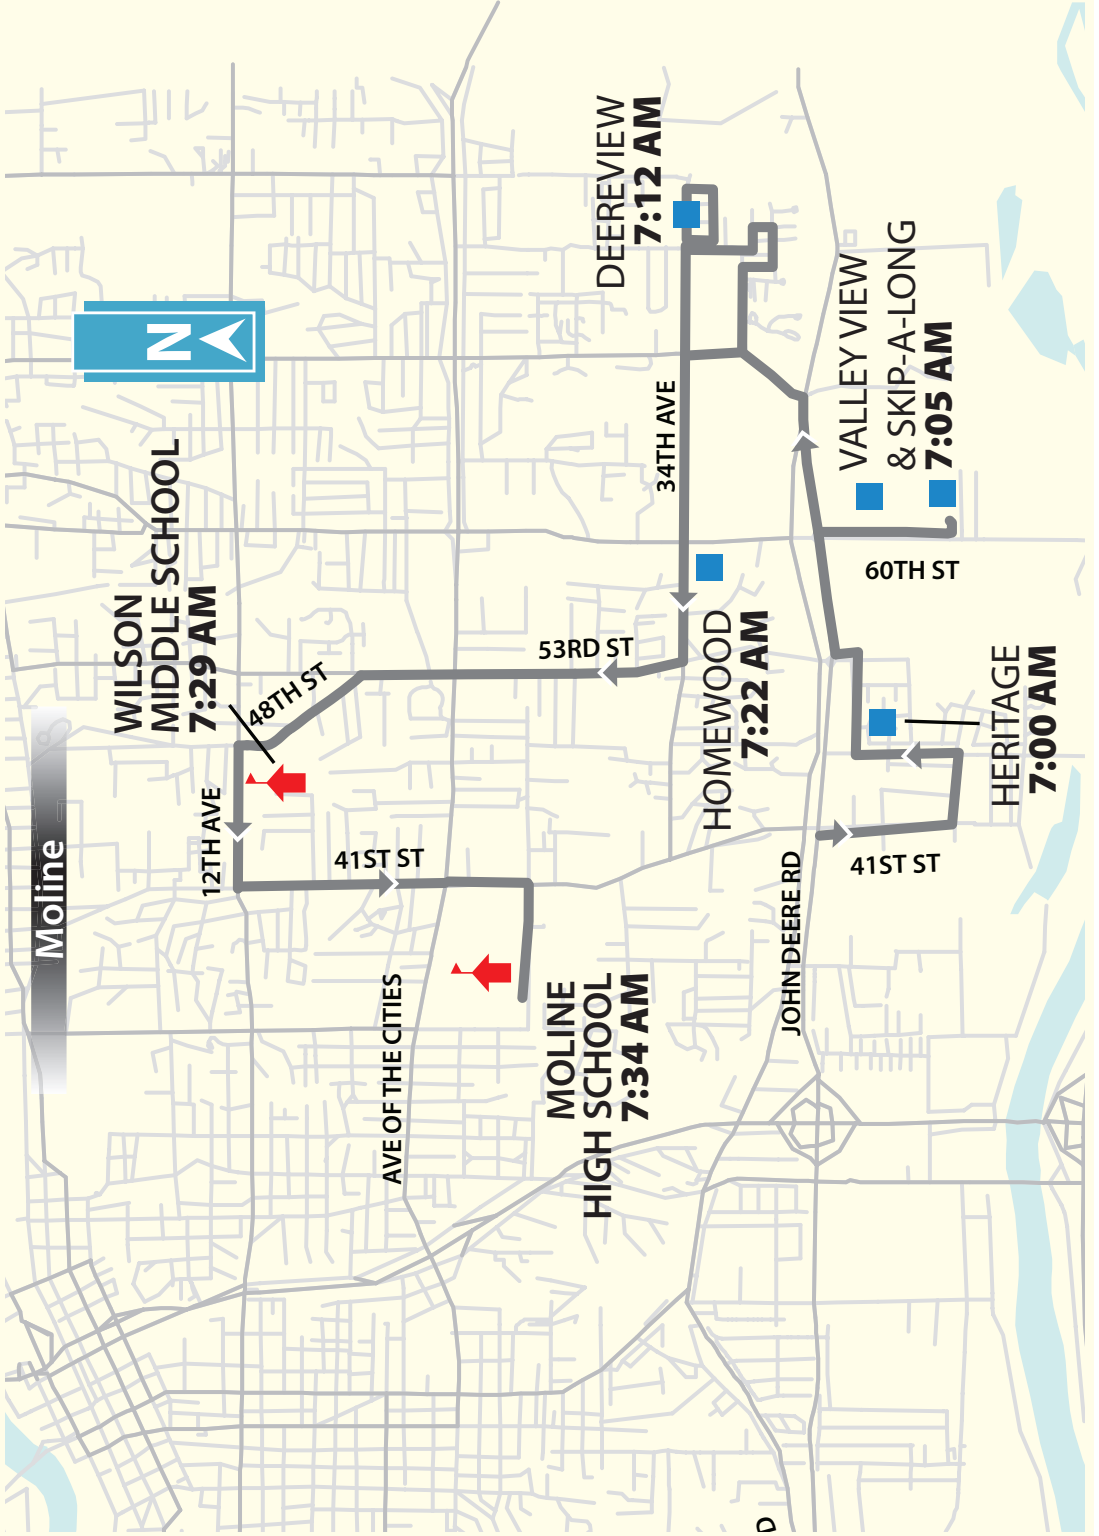 Moline
N
WILSON
MIDDLE SCHOOL
7:29 AM
48TH ST
12TH AVE
41ST ST
AVE OF THE CITIES
MOLINE
HIGH SCHOOL
7:34 AM
53RD ST
DEEREVIEW
7:12 AM
34TH AVE
HOMEWOOD
7:22 AM
JOHN DEERE RD
VALLEY VIEW
& SKIP-A-LONG
7:05 AM
60TH ST
HERITAGE
7:00 AM
41ST ST